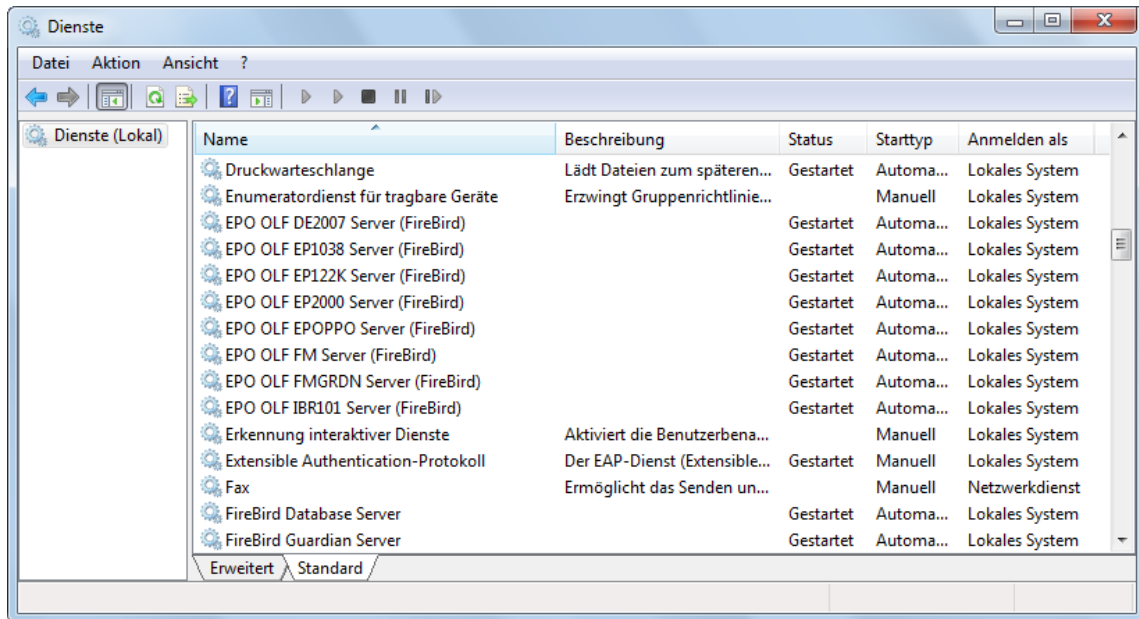 Dienste
Datei Aktion Ansicht ?
Dienste (Lokal)
Name Beschreibung Status Starttyp Anmelden als
Druckwarteschlange Lädt Dateien zum späteren... Gestartet Automa... Lokales System
Enumeratordienst für tragbare Geräte Erzwingt Gruppenrichtlinie... Manuell Lokales System
EPO OLF DE2007 Server (FireBird) Gestartet Automa... Lokales System
EPO OLF EP1038 Server (FireBird) Gestartet Automa... Lokales System
EPO OLF EP122K Server (FireBird) Gestartet Automa... Lokales System
EPO OLF EP2000 Server (FireBird) Gestartet Automa... Lokales System
EPO OLF EPOPPO Server (FireBird) Gestartet Automa... Lokales System
EPO OLF FM Server (FireBird) Gestartet Automa... Lokales System
EPO OLF FMGRDN Server (FireBird) Gestartet Automa... Lokales System
EPO OLF IBR101 Server (FireBird) Gestartet Automa... Lokales System
Erkennung interaktiver Dienste Aktiviert die Benutzerbena... Manuell Lokales System
Extensible Authentication-Protokoll Der EAP-Dienst (Extensible... Gestartet Manuell Lokales System
Fax Ermöglicht das Senden un... Manuell Netzwerkdienst
FireBird Database Server Gestartet Automa... Lokales System
FireBird Guardian Server Gestartet Automa... Lokales System
Erweitert Standard